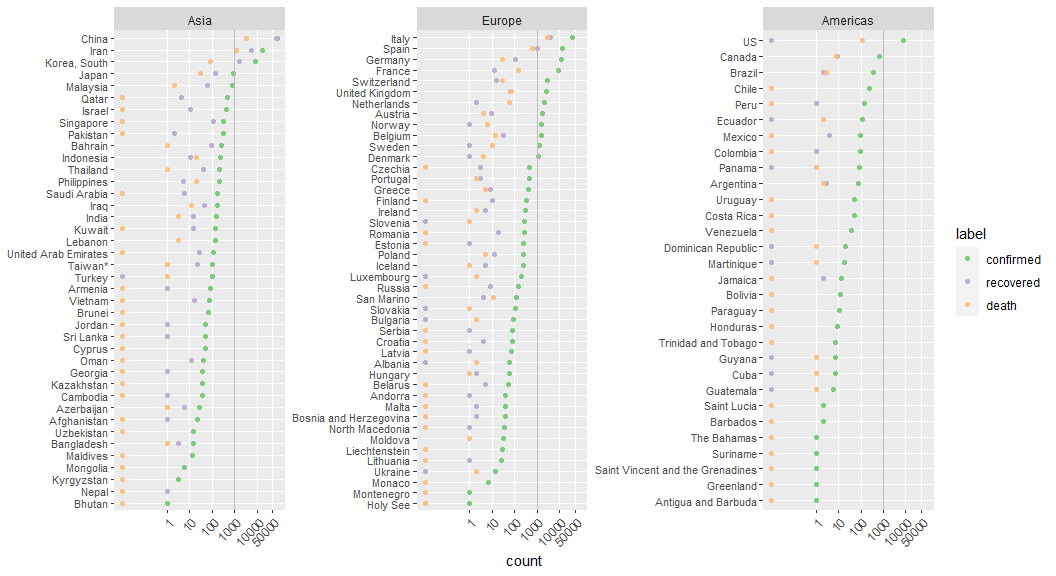 Asia
China
Iran
Korea, South
Japan
Malaysia
Qatar
Israel
Singapore
Pakistan
Bahrain
Indonesia
Thailand
Philippines
Saudi Arabia
Iraq
India
Kuwait
Lebanon
United Arab Emirates
Taiwan*
Turkey
Armenia
Vietnam
Brunei
Jordan
Sri Lanka
Cyprus
Oman
Georgia
Kazakhstan
Cambodia
Azerbaijan
Afghanistan
Uzbekistan
Bangladesh
Maldives
Mongolia
Kyrgyzstan
Nepal
Bhutan
1 10 100 1000 10000 50000
Europe
Italy
Spain
Germany
France
Switzerland
United Kingdom
Netherlands
Austria
Norway
Belgium
Sweden
Denmark
Czechia
Portugal
Greece
Finland
Ireland
Slovenia
Romania
Estonia
Poland
Iceland
Luxembourg
Russia
San Marino
Slovakia
Bulgaria
Serbia
Croatia
Latvia
Albania
Hungary
Belarus
Andorra
Malta
Bosnia and Herzegovina
North Macedonia
Moldova
Liechtenstein
Lithuania
Ukraine
Monaco
Montenegro
Holy See
1 10 100 1000 10000 50000
count
Americas
US
Canada
Brazil
Chile
Peru
Ecuador
Mexico
Colombia
Panama
Argentina
Uruguay
Costa Rica
Venezuela
Dominican Republic
Martinique
Jamaica
Bolivia
Paraguay
Honduras
Trinidad and Tobago
Guyana
Cuba
Guatemala
Saint Lucia
Barbados
The Bahamas
Suriname
Saint Vincent and the Grenadines
Greenland
Antigua and Barbuda
1 10 100 1000 10000 50000
label
confirmed
recovered
death